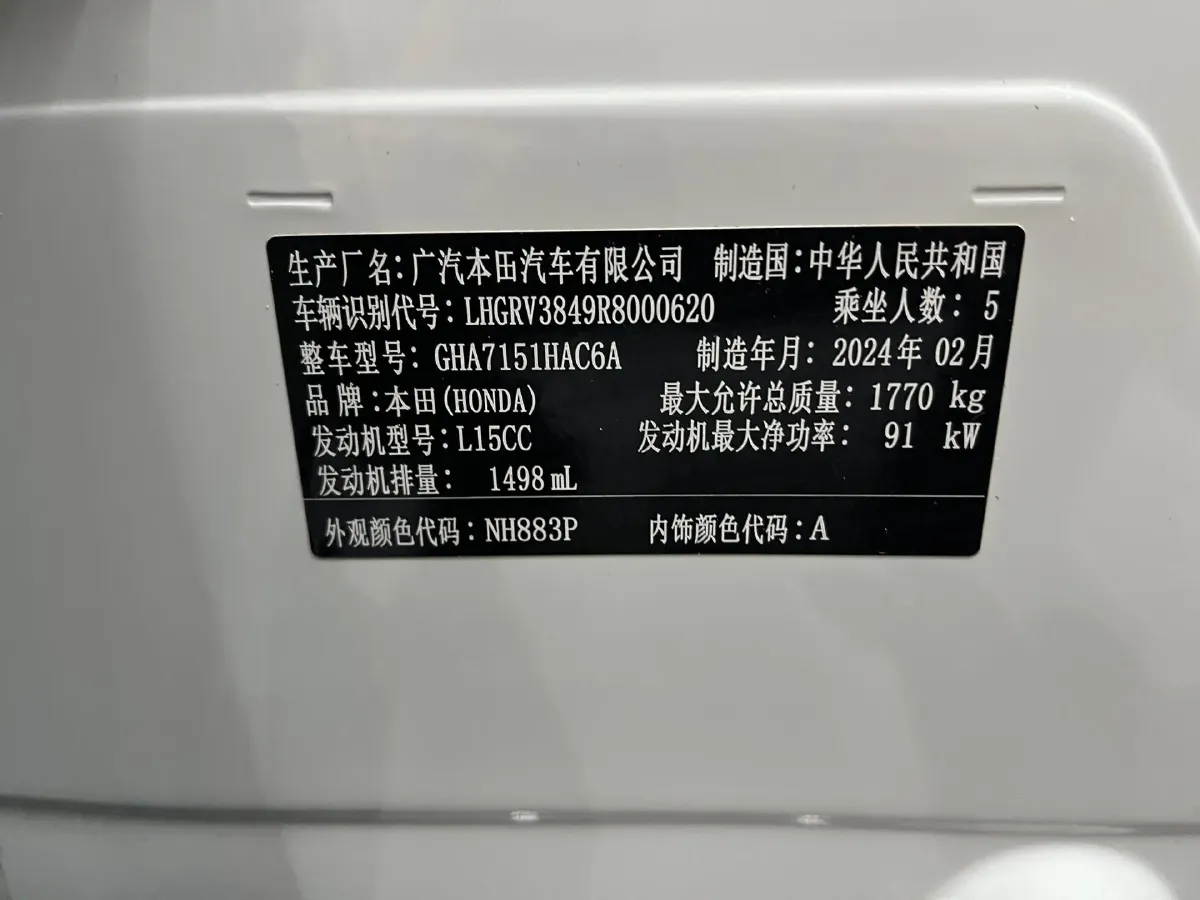 生产厂名:广汽本田汽车有限公司 制造国:中华人民共和国
车辆识别代号:LHGRV3849R8000620 乘坐人数: 5
整车型号: GHA7151HAC6A 制造年月: 2024年 02月
品 牌:本田(HONDA) 最大允许总质量: 1770 kg
发动机型号:L15CC 发动机最大净功率: 91 kW
发动机排量: 1498mL
外观颜色代码:NH883P 内饰颜色代码:A